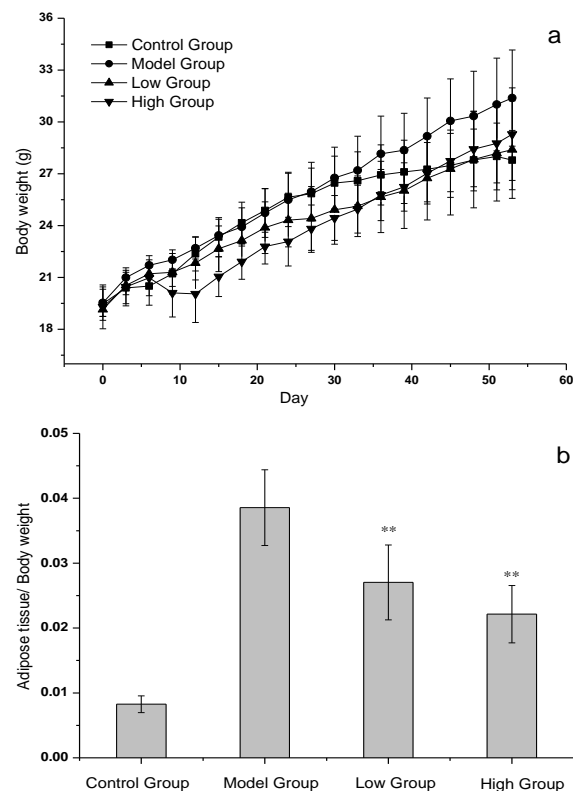 a
Control Group
Model Group
Low Group
High Group
36
33
30
27
24
21
18
Body weight (g)
0 10 20 30 40 50 60
Day
b
0.05
0.04
0.03
0.02
0.01
0.00
Adipose tissue/ Body weight
**
**
Control Group Model Group Low Group High Group